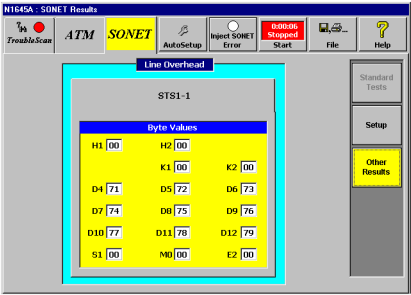 N1645A : SONET Results
TroubleScan
ATM
SONET
AutoSetup
Inject SONET
Error
0:00:06
Stopped
Start
File
?
Help
Line Overhead
STS1-1
Byte Values
H1 00 H2 00
K1 00 K2 00
D4 71 D5 72 D6 73
D7 74 D8 75 D9 76
D10 77 D11 78 D12 79
S1 00 M0 00 E2 00
Standard
Tests
Setup
Other
Results